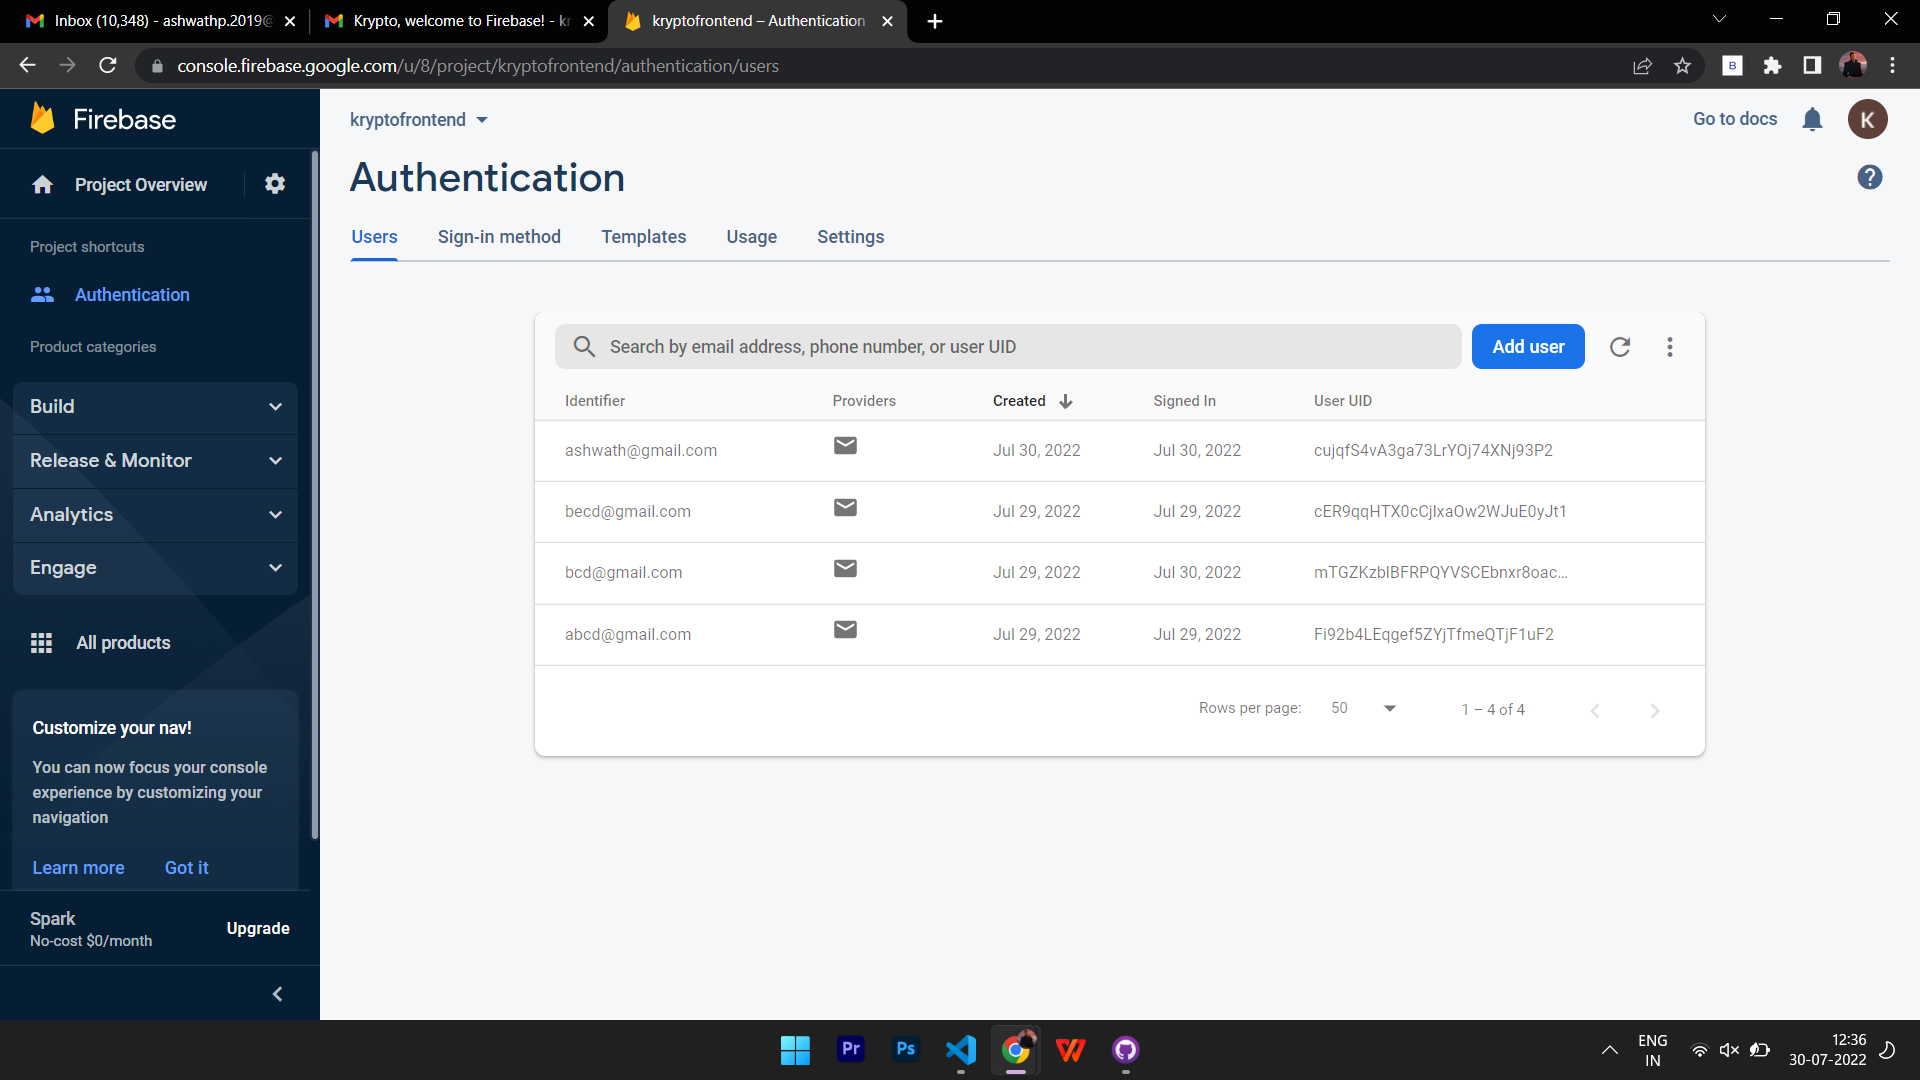 Inbox (10,348) - ashwathp.2019@
Krypto, welcome to Firebase! - kr
kryptofrontend – Authentication
console.firebase.google.com/u/8/project/kryptofrontend/authentication/users
B
Firebase
kryptofrontend
Go to docs
K
Project Overview
Authentication
?
Users
Sign-in method
Templates
Usage
Settings
Project shortcuts
Authentication
Product categories
Build
Release & Monitor
Analytics
Engage
All products
Customize your nav!
You can now focus your console
experience by customizing your
navigation
Learn more
Got it
Spark
No-cost $0/month
Upgrade
Search by email address, phone number, or user UID
Add user
Identifier
Providers
Created
Signed In
User UID
ashwath@gmail.com
Jul 30, 2022
Jul 30, 2022
cujqfS4vA3ga73LrYOj74XNj93P2
becd@gmail.com
Jul 29, 2022
Jul 29, 2022
cER9qqHTX0cCjlxaOw2WJuE0yJt1
bcd@gmail.com
Jul 29, 2022
Jul 30, 2022
mTGZKzblBFRPQYVSCEbnxr8oac...
abcd@gmail.com
Jul 29, 2022
Jul 29, 2022
Fi92b4LEqgef5ZYjTfmeQTjF1uF2
Rows per page:
50
1 – 4 of 4
Pr
Ps
ENG
IN
12:36
30-07-2022